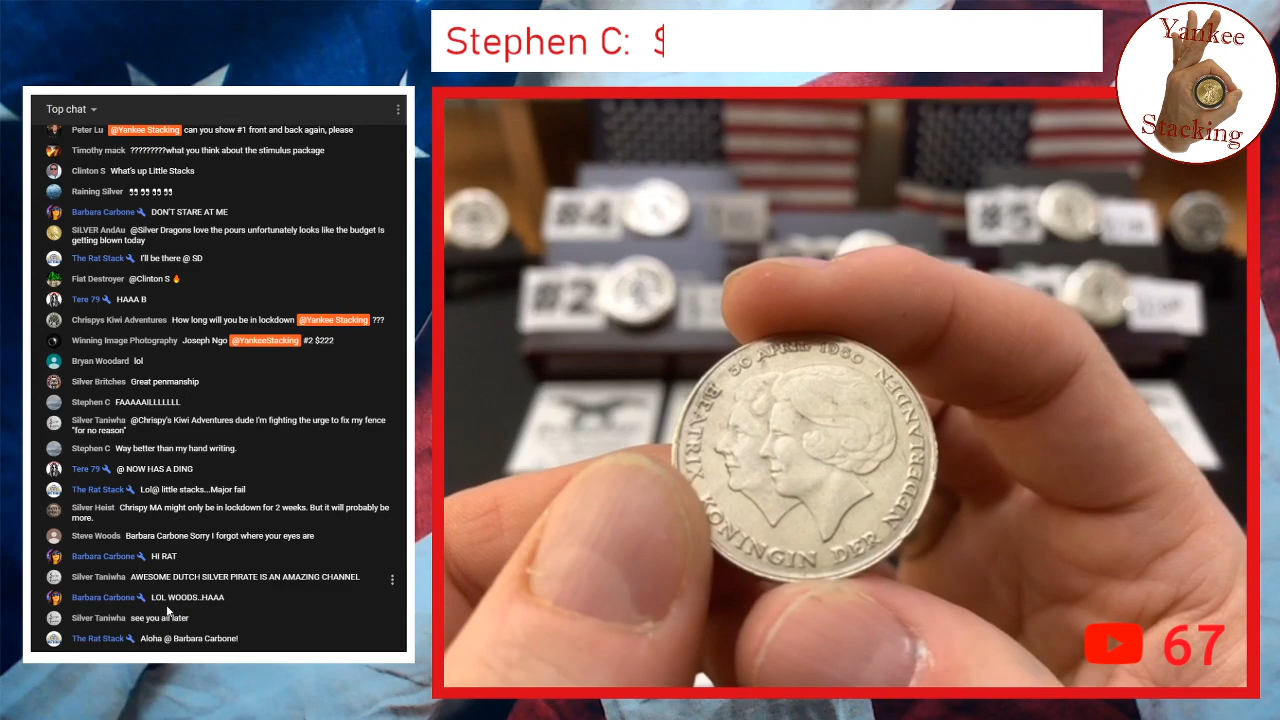 Stephen C: $
Yankee
Stacking
Top chat
Peter Lu @Yankee Stacking can you show #1 front and back again, please
Timothy mack ?????????what you think about the stimulus package
Clinton S What's up Little Stacks
Raining Silver
Barbara Carbone DON'T STARE AT ME
SILVER AndAu @Silver Dragons love the pours unfortunately looks like the budget Is
getting blown today
The Rat Stack I'll be there @ SD
Fiat Destroyer @Clinton S 🔥
Tere 79 HAAA B
Chrispys Kiwi Adventures How long will you be in lockdown @Yankee Stacking ???
Winning Image Photography Joseph Ngo @YankeeStacking #2 $222
Bryan Woodard lol
Silver Britches Great penmanship
Stephen C FAAAAAILLLLLLL
Silver Taniwha @Chrispy's Kiwi Adventures dude I'm fighting the urge to fix my fence
"for no reason"
Stephen C Way better than my hand writing.
Tere 79 @ NOW HAS A DING
The Rat Stack Lol@ little stacks...Major fail
Silver Heist Chrispy MA might only be in lockdown for 2 weeks. But it will probably be
more.
Steve Woods Barbara Carbone Sorry I forgot where your eyes are
Barbara Carbone HI RAT
Silver Taniwha AWESOME DUTCH SILVER PIRATE IS AN AMAZING CHANNEL
Barbara Carbone LOL WOODS..HAAA
Silver Taniwha see you all later
The Rat Stack Aloha @ Barbara Carbone!
#4
#5
#2
30 APRIL 1980
BEATRIX KONINGIN DER NEDERLANDEN
67